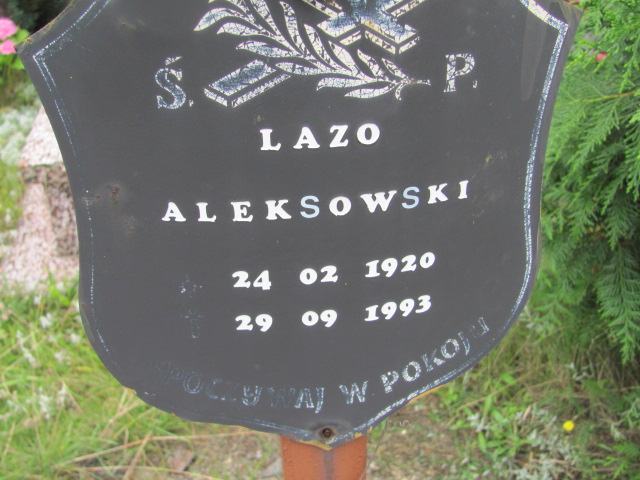 Ś. P.
LAZO
ALEKSOWSKI
24 02 1920
29 09 1993
SPOCZYWAJ W POKOJU